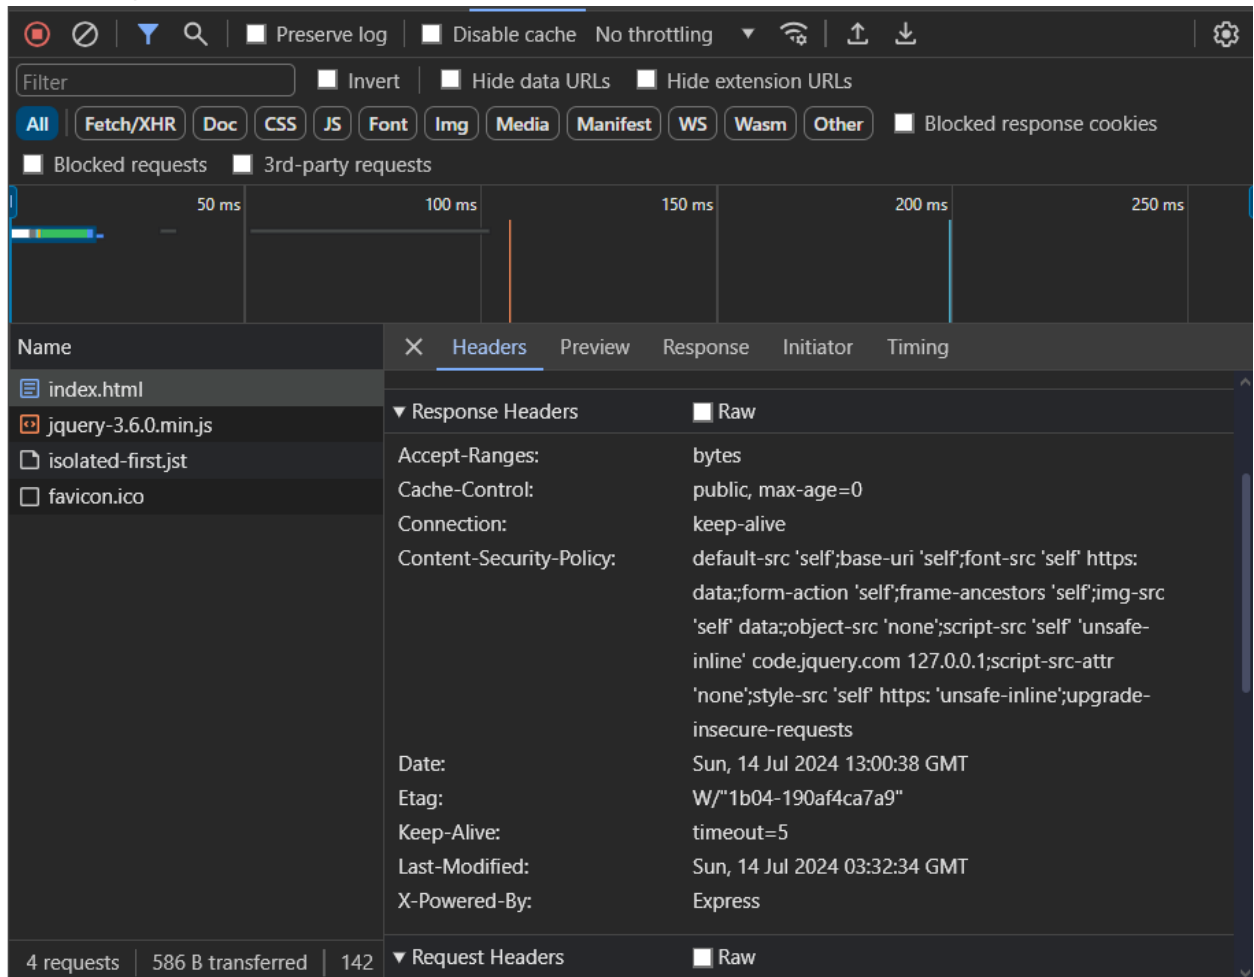 Preserve log Disable cache No throttling
Filter Invert Hide data URLs Hide extension URLs
All Fetch/XHR Doc CSS JS Font Img Media Manifest WS Wasm Other Blocked response cookies
Blocked requests 3rd-party requests
50 ms 100 ms 150 ms 200 ms 250 ms
Name
index.html
jquery-3.6.0.min.js
isolated-first.jst
favicon.ico
4 requests 586 B transferred 142
Headers Preview Response Initiator Timing
Response Headers Raw
Accept-Ranges: bytes
Cache-Control: public, max-age=0
Connection: keep-alive
Content-Security-Policy: default-src 'self';base-uri 'self';font-src 'self' https:
data:;form-action 'self';frame-ancestors 'self';img-src
'self' data:;object-src 'none';script-src 'self' 'unsafe-
inline' code.jquery.com 127.0.0.1;script-src-attr
'none';style-src 'self' https: 'unsafe-inline';upgrade-
insecure-requests
Date: Sun, 14 Jul 2024 13:00:38 GMT
Etag: W/"1b04-190af4ca7a9"
Keep-Alive: timeout=5
Last-Modified: Sun, 14 Jul 2024 03:32:34 GMT
X-Powered-By: Express
Request Headers Raw